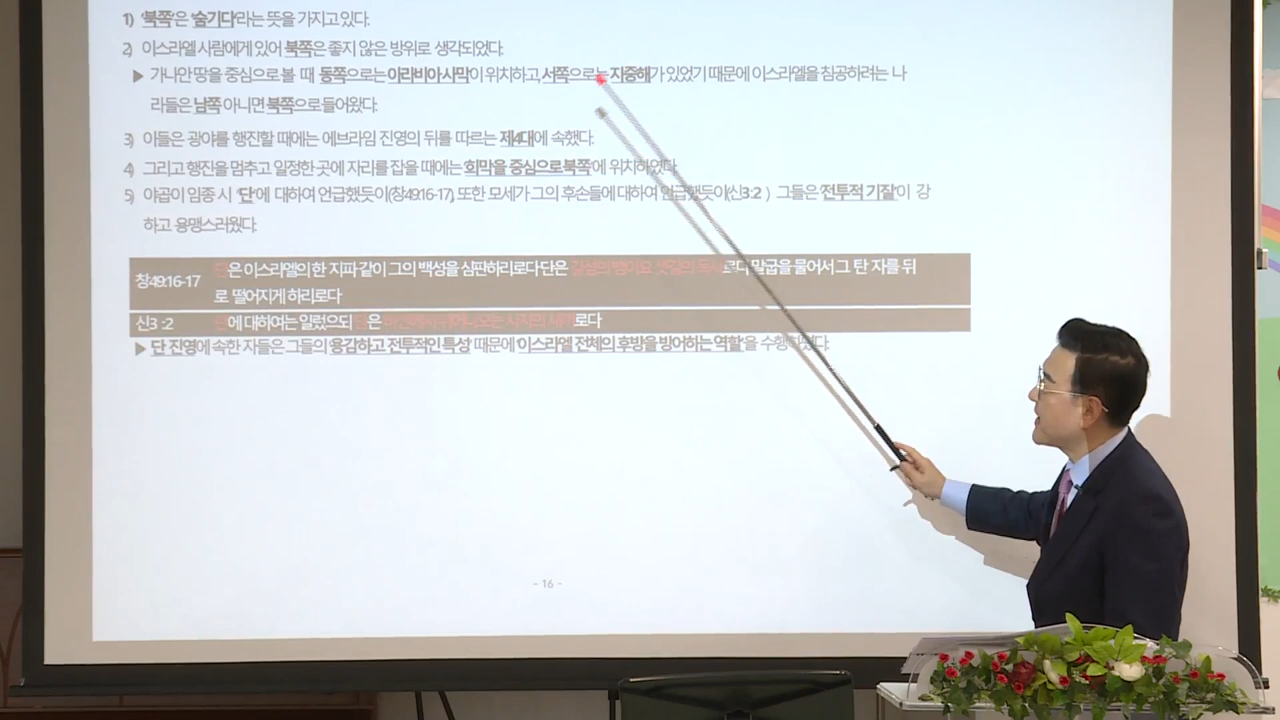 1) '북쪽'은 '숨기다'라는 뜻을 가지고 있다.
2) 이스라엘 사람에게 있어 북쪽은 좋지 않은 방위로 생각되었다.
▶ 가나안 땅을 중심으로 볼 때 동쪽으로는 아라비아 사막이 위치하고, 서쪽으로는 지중해가 있었기 때문에 이스라엘을 침공하려는 나
라들은 남쪽 아니면 북쪽으로 들어왔다.
3) 이들은 광야를 행진할 때에는 에브라임 진영의 뒤를 따르는 제4대에 속했다.
4) 그리고 행진을 멈추고 일정한 곳에 자리를 잡을 때에는 회막을 중심으로 북쪽에 위치하였다.
5) 야곱이 임종 시 '단'에 대하여 언급했듯이(창49:16-17), 또한 모세가 그의 후손들에 대하여 언급했듯이(신3:2 ) 그들은 '전투적 기질'이 강
하고 용맹스러웠다.
창49:16-17 단은 이스라엘의 한 지파 같이 그의 백성을 심판하리로다 단은 길섶의 뱀이요 샛길의 독사로다 말굽을 물어서 그 탄 자를 뒤
로 떨어지게 하리로다
신3 :2 단에 대하여는 일렀으되 단은 로다
▶ 단 진영에 속한 자들은 그들의 용감하고 전투적인 특성 때문에 '이스라엘 전체의 후방을 방어하는 역할'을 수행하였다.
- 16 -